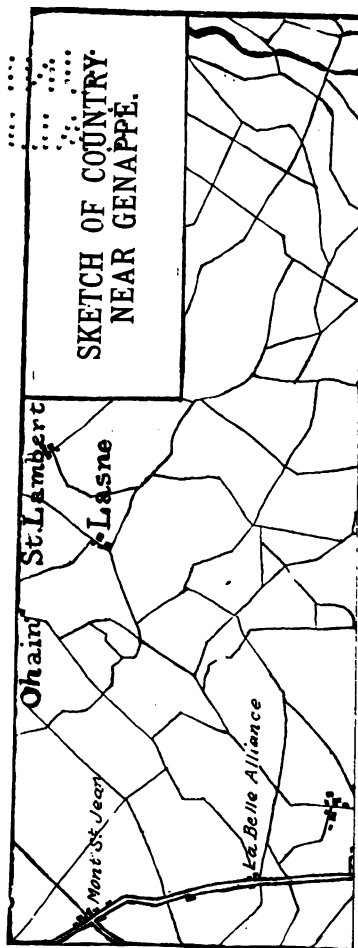 SKETCH OF COUNTRY
NEAR GENAPPE.
Ohain
St. Lambert
Lasne
Mont St Jean
La Belle Alliance